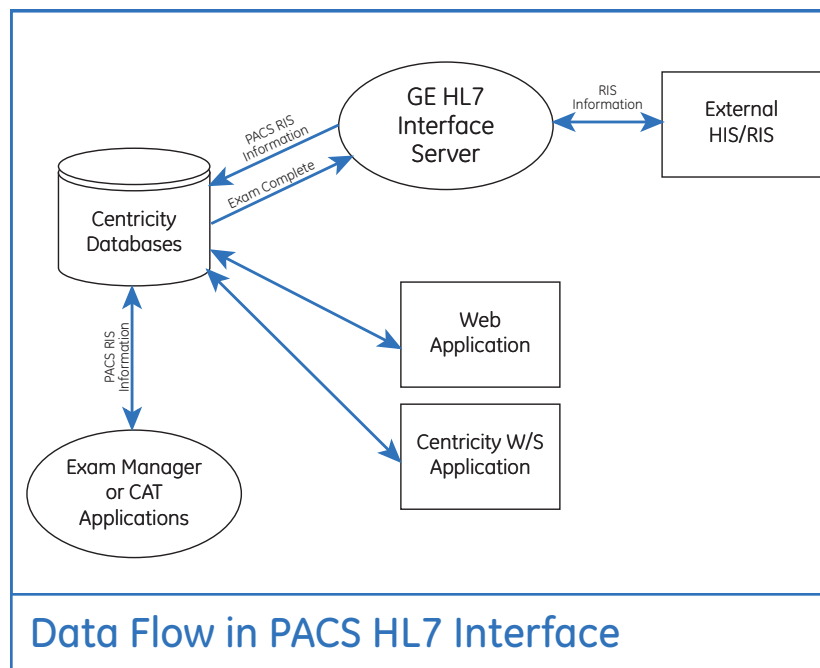 GE HL7
Interface
Server
RIS
Information
External
HIS/RIS
PACS RIS
Information
Exam Complete
Centricity
Databases
Web
Application
PACS RIS
Information
Centricity W/S
Application
Exam Manager
or CAT
Applications
Data Flow in PACS HL7 Interface